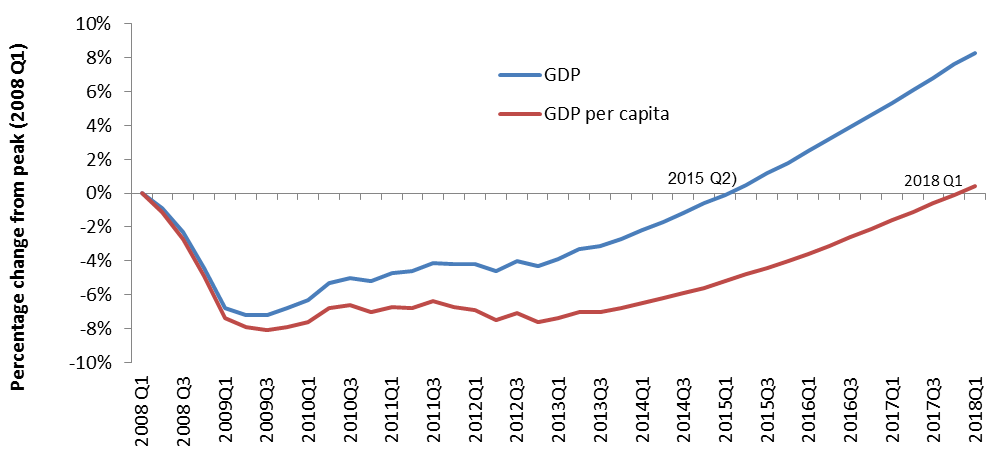 Percentage change from peak (2008 Q1)
10%
8%
6%
4%
2%
0%
-2%
-4%
-6%
-8%
-10%
GDP
GDP per capita
2015 Q2)
2018 Q1
2008 Q1
2008 Q3
2009Q1
2009Q3
2010Q1
2010Q3
2011Q1
2011Q3
2012Q1
2012Q3
2013Q1
2013Q3
2014Q1
2014Q3
2015Q1
2015Q3
2016Q1
2016Q3
2017Q1
2017Q3
2018Q1